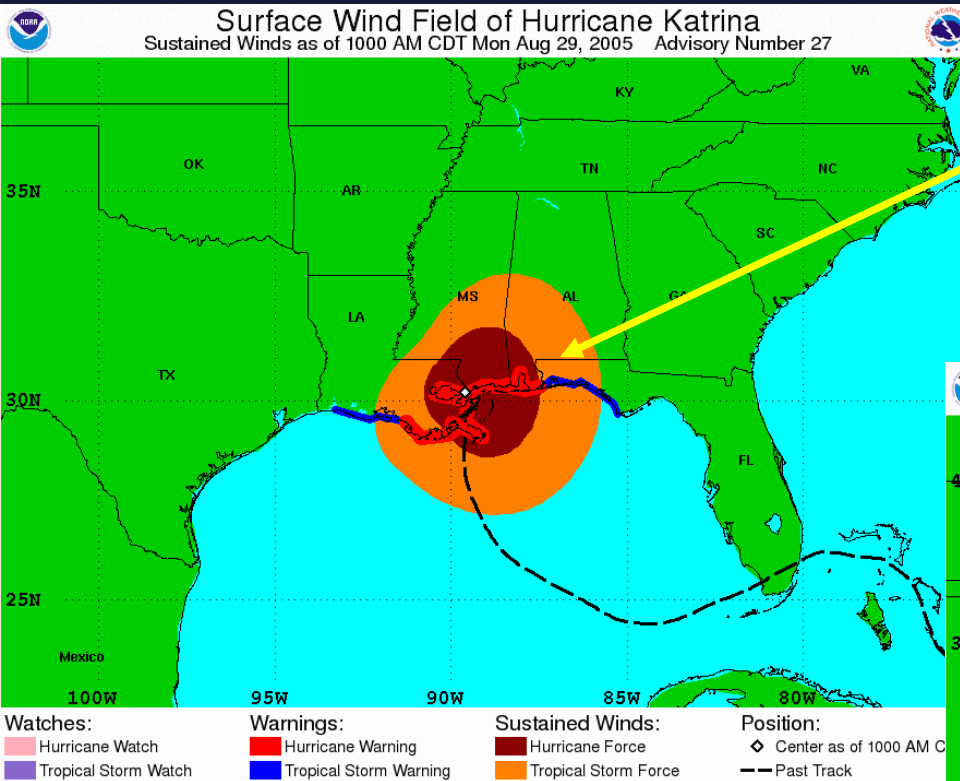 Surface Wind Field of Hurricane Katrina
Sustained Winds as of 1000 AM CDT Mon Aug 29, 2005 Advisory Number 27
NOAA
VA
KY
OK
TN
NC
35N
AR
SC
MS
AL
GA
LA
TX
30N
FL
25N
Mexico
100W
95W
90W
85W
80W
Watches:
Hurricane Watch
Tropical Storm Watch
Warnings:
Hurricane Warning
Tropical Storm Warning
Sustained Winds:
Hurricane Force
Tropical Storm Force
Position:
Center as of 1000 AM C
Past Track